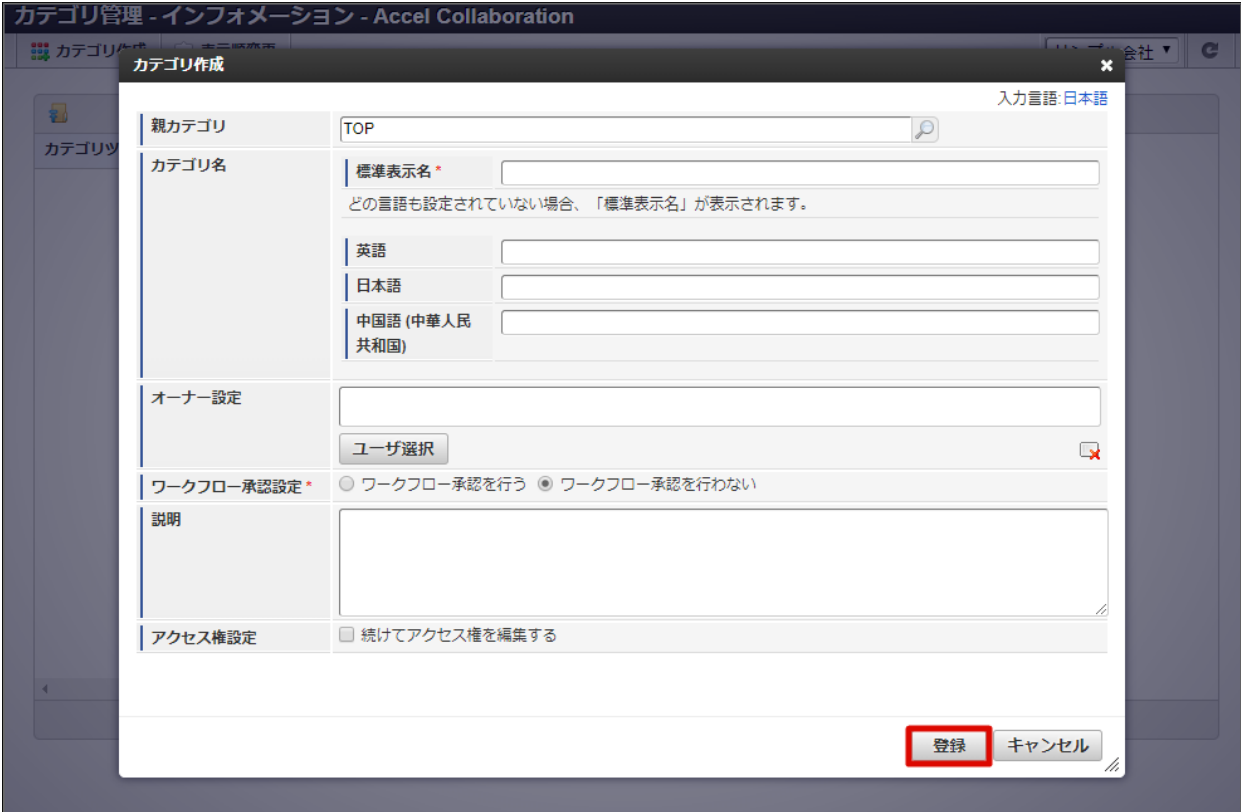 カテゴリ管理 - インフォメーション - Accel Collaboration
カテゴリ作成
カテゴリ作成
入力言語:日本語
親カテゴリ
TOP
カテゴリツ
カテゴリ名
標準表示名 *
どの言語も設定されていない場合、「標準表示名」が表示されます。
英語
日本語
中国語 (中華人民
共和国)
オーナー設定
ユーザ選択
ワークフロー承認設定 *
ワークフロー承認を行う ワークフロー承認を行わない
説明
アクセス権設定
続けてアクセス権を編集する
登録 キャンセル